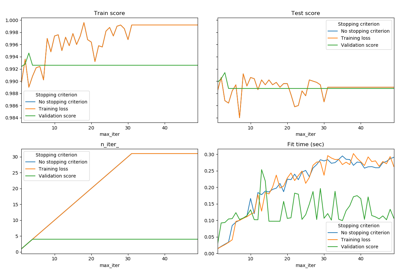 Train score
Test score
1.000
0.998
0.996
0.994
0.992
0.990
0.988
0.986
0.984
Stopping criterion
No stopping criterion
Training loss
Validation score
Stopping criterion
No stopping criterion
Training loss
Validation score
10 20 30 40
max_iter
10 20 30 40
max_iter
n_iter_
Fit time (sec)
30
25
20
15
10
5
0
Stopping criterion
No stopping criterion
Training loss
Validation score
0.30
0.25
0.20
0.15
0.10
0.05
0.00
Stopping criterion
No stopping criterion
Training loss
Validation score
10 20 30 40
max_iter
10 20 30 40
max_iter